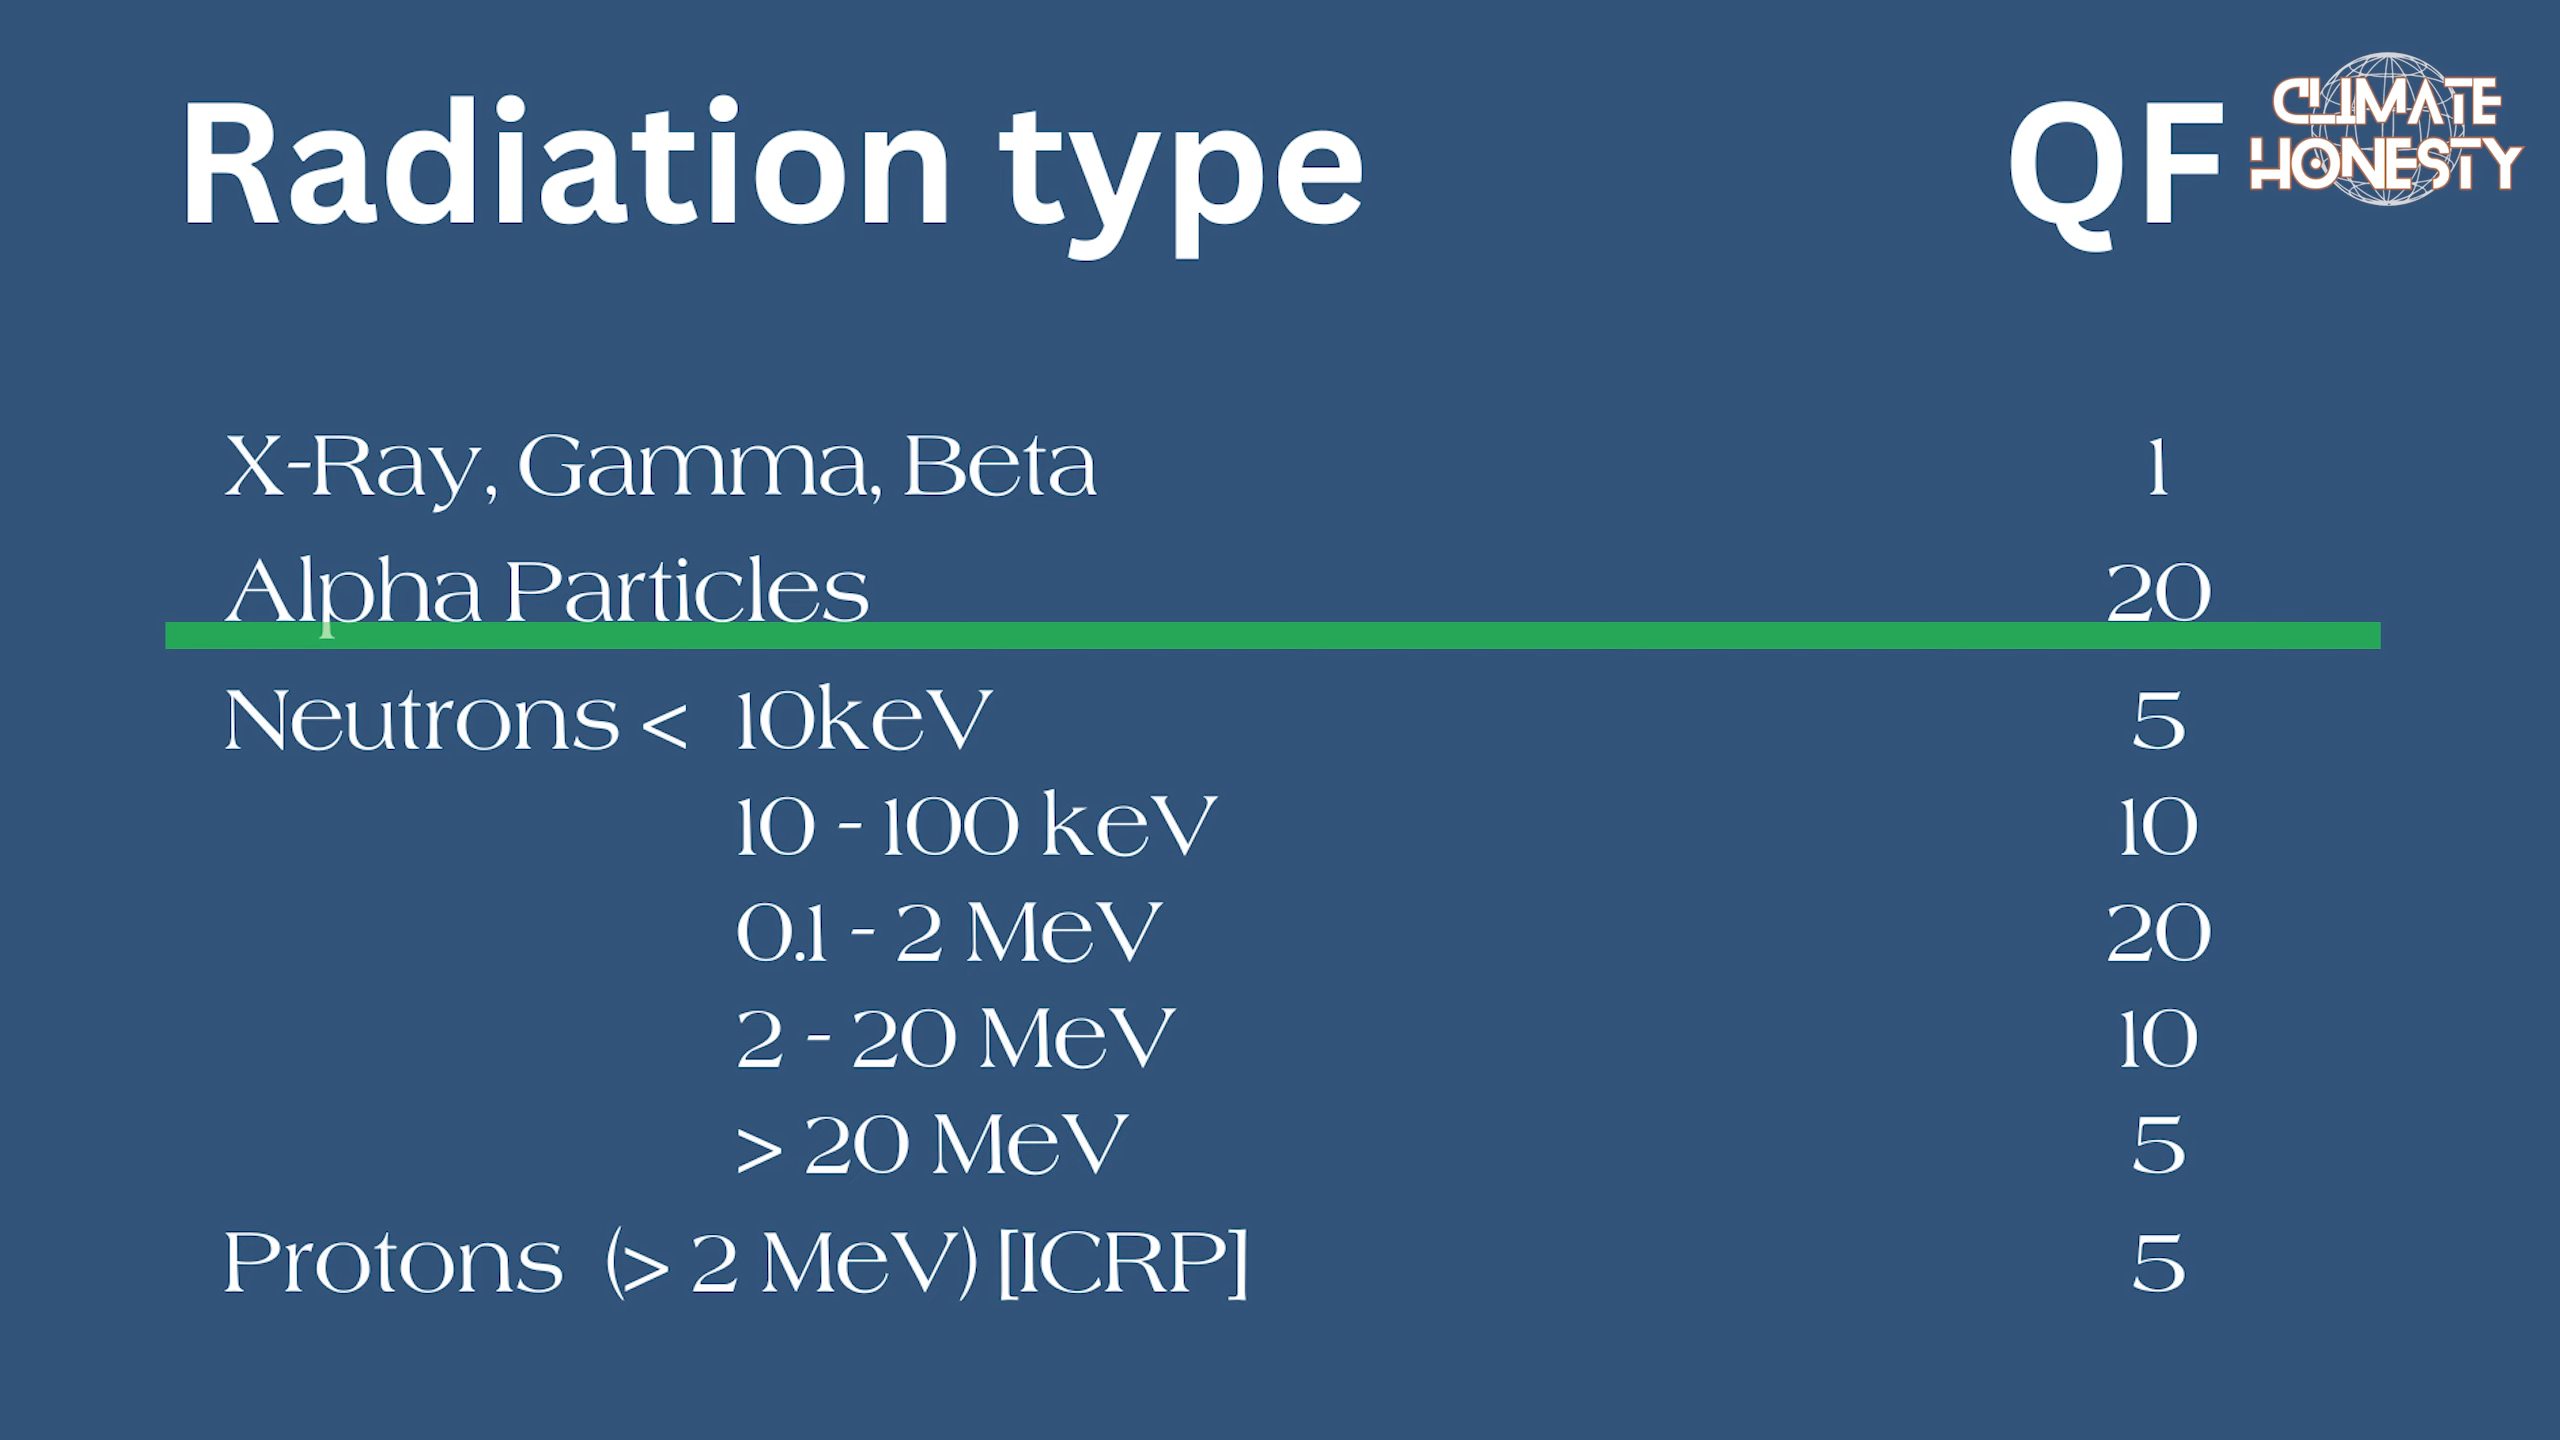 Radiation type QF
CLIMATE
HONESTY
X-Ray, Gamma, Beta 1
Alpha Particles 20
Neutrons < 10keV 5
10 - 100 keV 10
0.1 - 2 MeV 20
2 - 20 MeV 10
> 20 MeV 5
Protons (> 2 MeV) [ICRP] 5